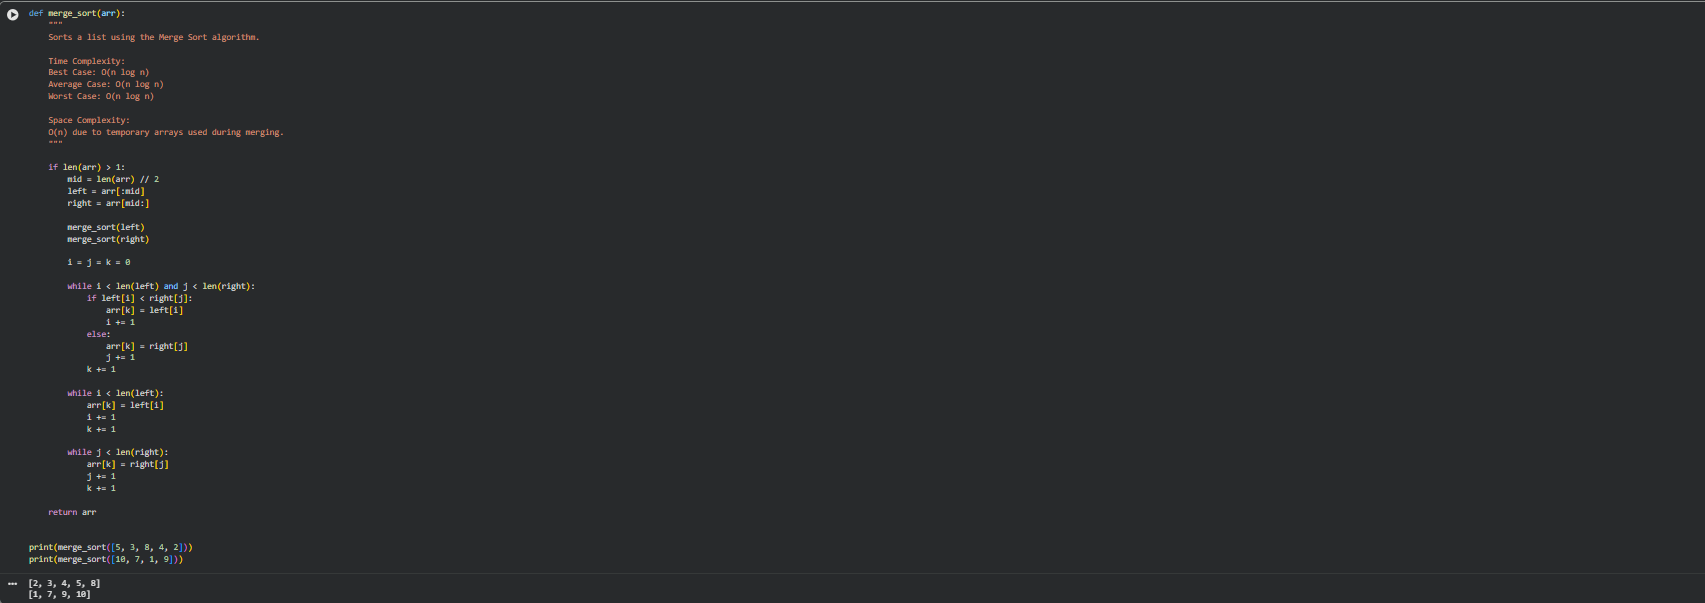 def merge_sort(arr):
    """
    Sorts a list using the Merge Sort algorithm.

    Time Complexity:
    Best Case: O(n log n)
    Average Case: O(n log n)
    Worst Case: O(n log n)

    Space Complexity:
    O(n) due to temporary arrays used during merging.
    """

    if len(arr) > 1:
        mid = len(arr) // 2
        left = arr[:mid]
        right = arr[mid:]

        merge_sort(left)
        merge_sort(right)

        i = j = k = 0

        while i < len(left) and j < len(right):
            if left[i] < right[j]:
                arr[k] = left[i]
                i += 1
            else:
                arr[k] = right[j]
                j += 1
            k += 1

        while i < len(left):
            arr[k] = left[i]
            i += 1
            k += 1

        while j < len(right):
            arr[k] = right[j]
            j += 1
            k += 1

    return arr


print(merge_sort([5, 3, 8, 4, 2]))
print(merge_sort([10, 7, 1, 9]))
[2, 3, 4, 5, 8]
[1, 7, 9, 10]